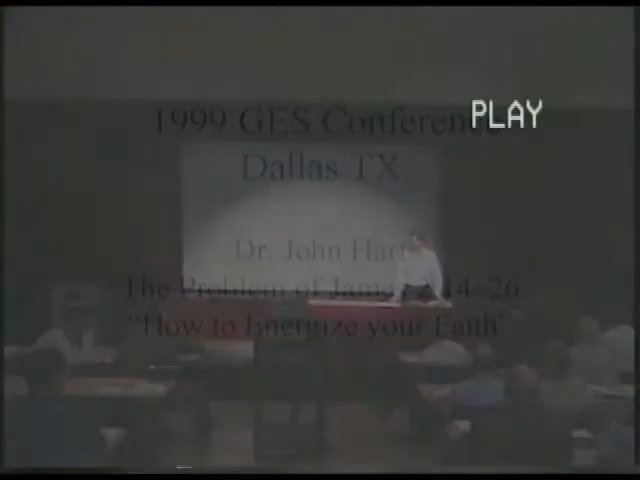 PLAY
1999 GES Conference
Dallas TX
Dr. John Hart
The Problem of James 14-26
"How to Energize your Faith"